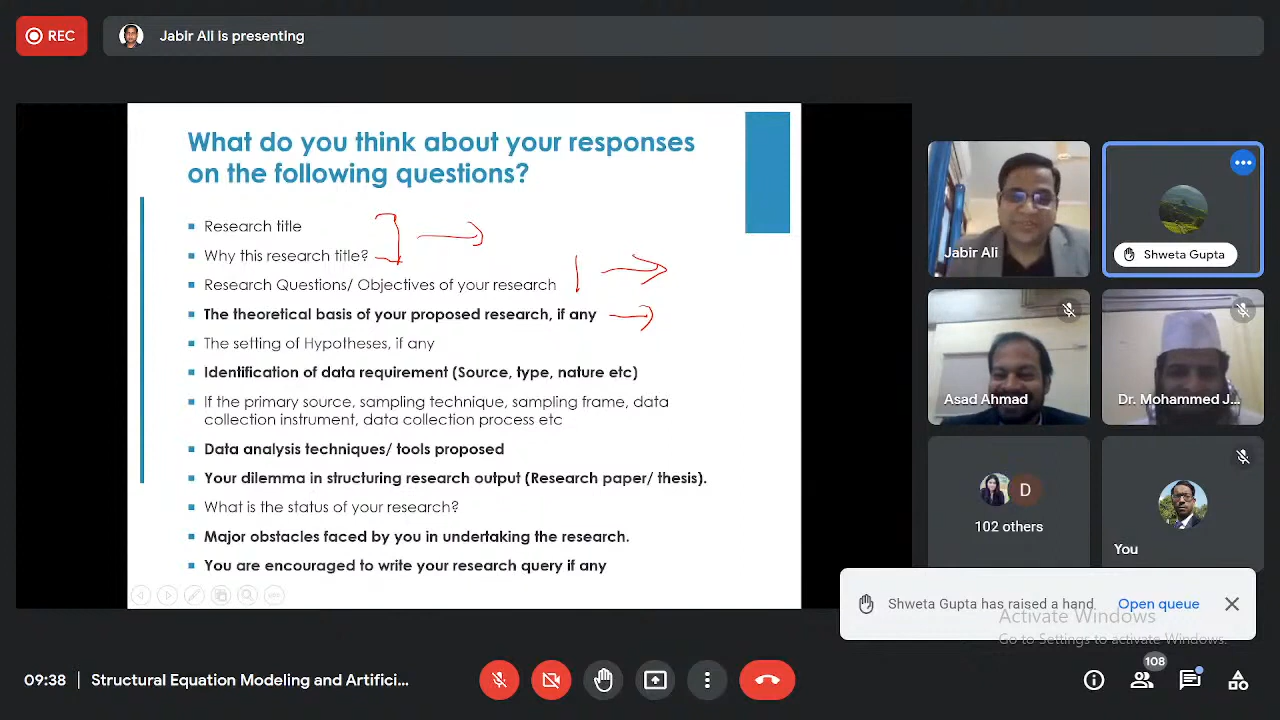 REC
Jabir Ali is presenting
What do you think about your responses
on the following questions?
Research title
Why this research title?
Research Questions/ Objectives of your research
The theoretical basis of your proposed research, if any
The setting of Hypotheses, if any
Identification of data requirement (Source, type, nature etc)
If the primary source, sampling technique, sampling frame, data
collection instrument, data collection process etc
Data analysis techniques/ tools proposed
Your dilemma in structuring research output (Research paper/ thesis).
What is the status of your research?
Major obstacles faced by you in undertaking the research.
You are encouraged to write your research query if any
Jabir Ali
Shweta Gupta
Asad Ahmad
Dr. Mohammed J...
D
102 others
You
Shweta Gupta has raised a hand
Open queue
Activate Windows
Go to Settings to activate Windows.
09:38
Structural Equation Modeling and Artifici...
108